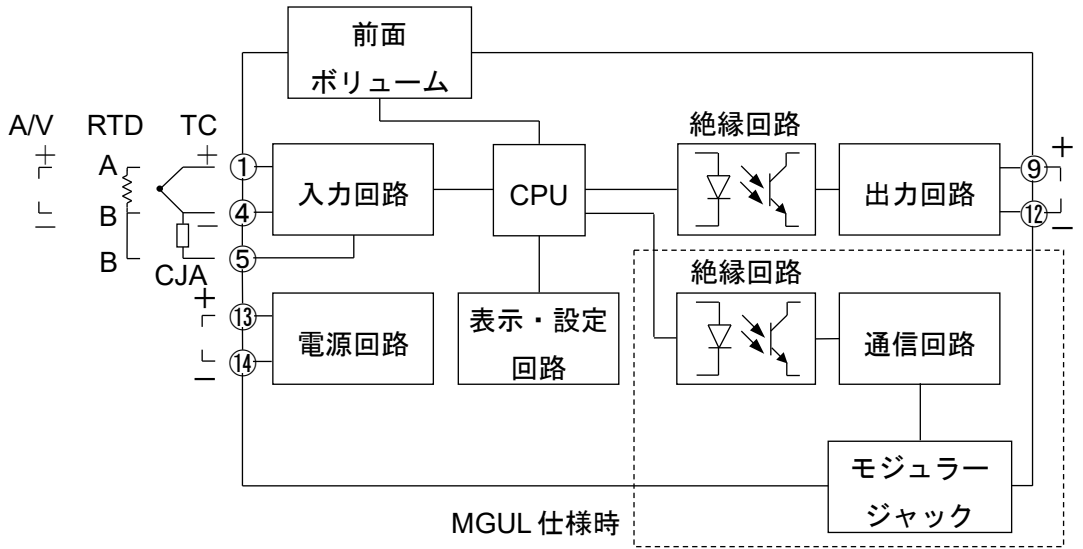 前面
ボリューム
A/V RTD TC
+ +
A
①
入力回路
CPU
絶縁回路
出力回路
⑨
+
B
④
⑫
− − −
B
⑤
CJA
絶縁回路
+
⑬
電源回路
表示・設定
回路
通信回路
⑭
−
モジュラー
ジャック
MGUL 仕様時